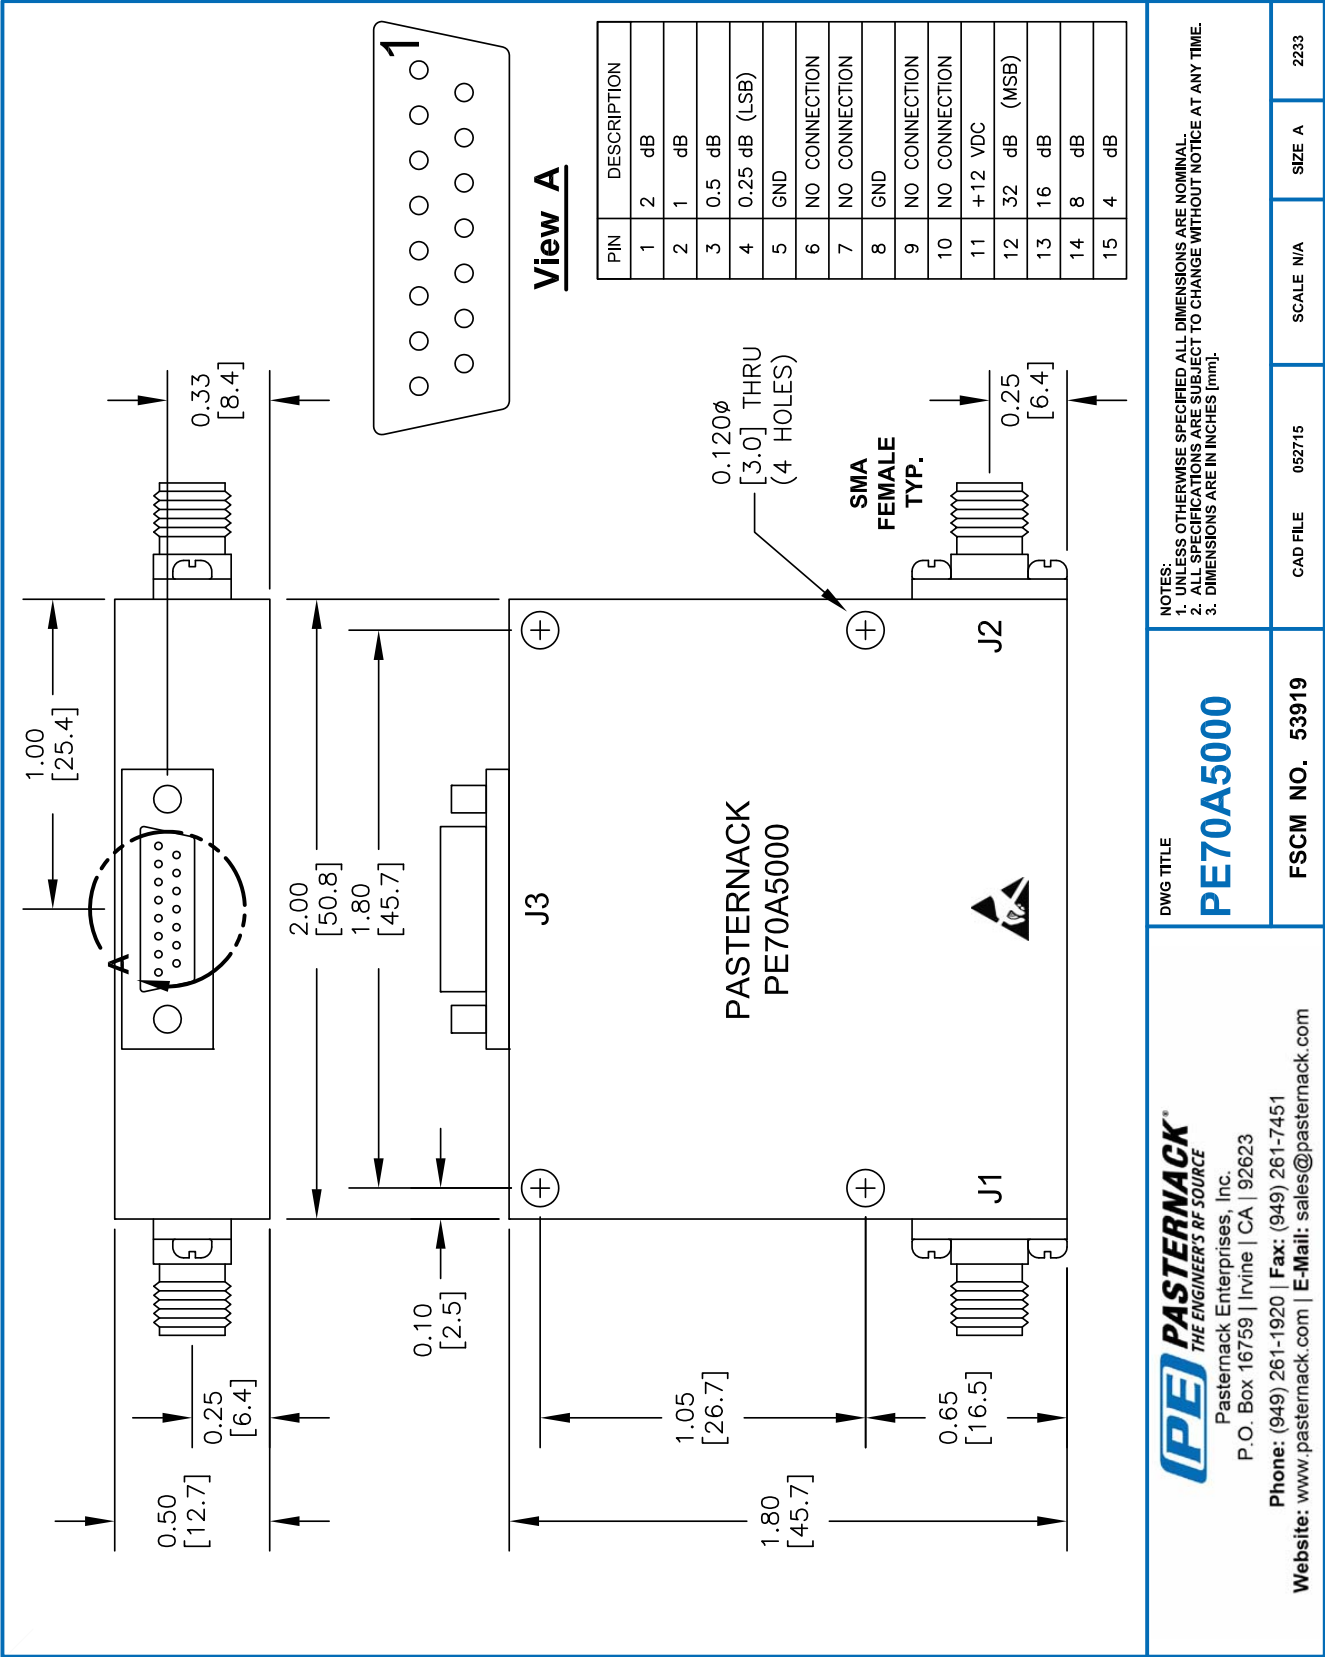 1.00
[25.4]
0.33
[8.4]
A
0.25
[6.4]
0.50
[12.7]
1
View A
2.00
[50.8]
1.80
[45.7]
0.10
[2.5]
J3
PASTERNACK
PE70A5000
J1
J2
1.05
[26.7]
0.65
[16.5]
1.80
[45.7]
0.120ø
[3.0] THRU
(4 HOLES)
SMA
FEMALE
TYP.
0.25
[6.4]
PIN DESCRIPTION
1 2 dB
2 1 dB
3 0.5 dB
4 0.25 dB (LSB)
5 GND
6 NO CONNECTION
7 NO CONNECTION
8 GND
9 NO CONNECTION
10 NO CONNECTION
11 +12 VDC
12 32 dB (MSB)
13 16 dB
14 8 dB
15 4 dB
PE PASTERNACK®
THE ENGINEER'S RF SOURCE
Pasternack Enterprises, Inc.
P.O. Box 16759 | Irvine | CA | 92623
Phone: (949) 261-1920 | Fax: (949) 261-7451
Website: www.pasternack.com | E-Mail: sales@pasternack.com
DWG TITLE
PE70A5000
FSCM NO. 53919
NOTES:
1. UNLESS OTHERWISE SPECIFIED ALL DIMENSIONS ARE NOMINAL.
2. ALL SPECIFICATIONS ARE SUBJECT TO CHANGE WITHOUT NOTICE AT ANY TIME.
3. DIMENSIONS ARE IN INCHES [mm].
CAD FILE 052715
SCALE N/A
SIZE A
2233